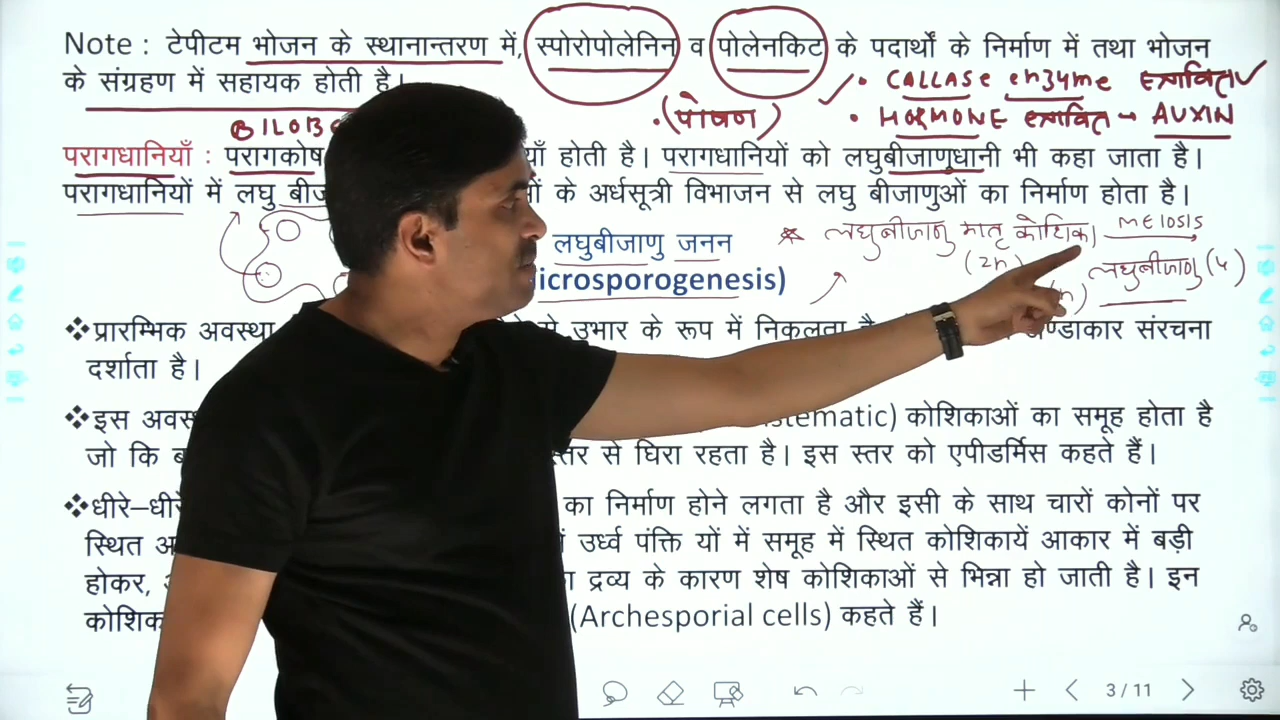 Note : टेपीटम भोजन के स्थानान्तरण में, स्पोरोपोलेनिन व पोलेनकिट के पदार्थों के निर्माण में तथा भोजन
के संग्रहण में सहायक होती है।
• CALLASE enzyme स्त्रावित
BILOBE
• (पोषण)
• HORMONE स्त्रावित → AUXIN
परागधानियाँ : परागकोष याँ होती है। परागधानियों को लघुबीजाणुधानी भी कहा जाता है।
परागधानियों में लघु बीज के अर्धसूत्री विभाजन से लघु बीजाणुओं का निर्माण होता है।
लघुबीजाणु जनन
लघुबीजाणु मातृ कोशिका MEIOSIS
(2n)
लघुबीजाणु (4)
(n)
icrosporogenesis)
❖ प्रारम्भिक अवस्था से उभार के रूप में निकलता है संरचना
दर्शाता है।
❖ इस अवस् istematic) कोशिकाओं का समूह होता है
जो कि स्तर से घिरा रहता है। इस स्तर को एपीडर्मिस कहते हैं।
❖ धीरे–धीरे का निर्माण होने लगता है और इसी के साथ चारों कोनों पर
स्थित उर्ध्व पंक्ति यों में समूह में स्थित कोशिकायें आकार में बड़ी
होकर, द्रव्य के कारण शेष कोशिकाओं से भिन्ना हो जाती है। इन
कोशिक (Archesporial cells) कहते हैं।
3 / 11